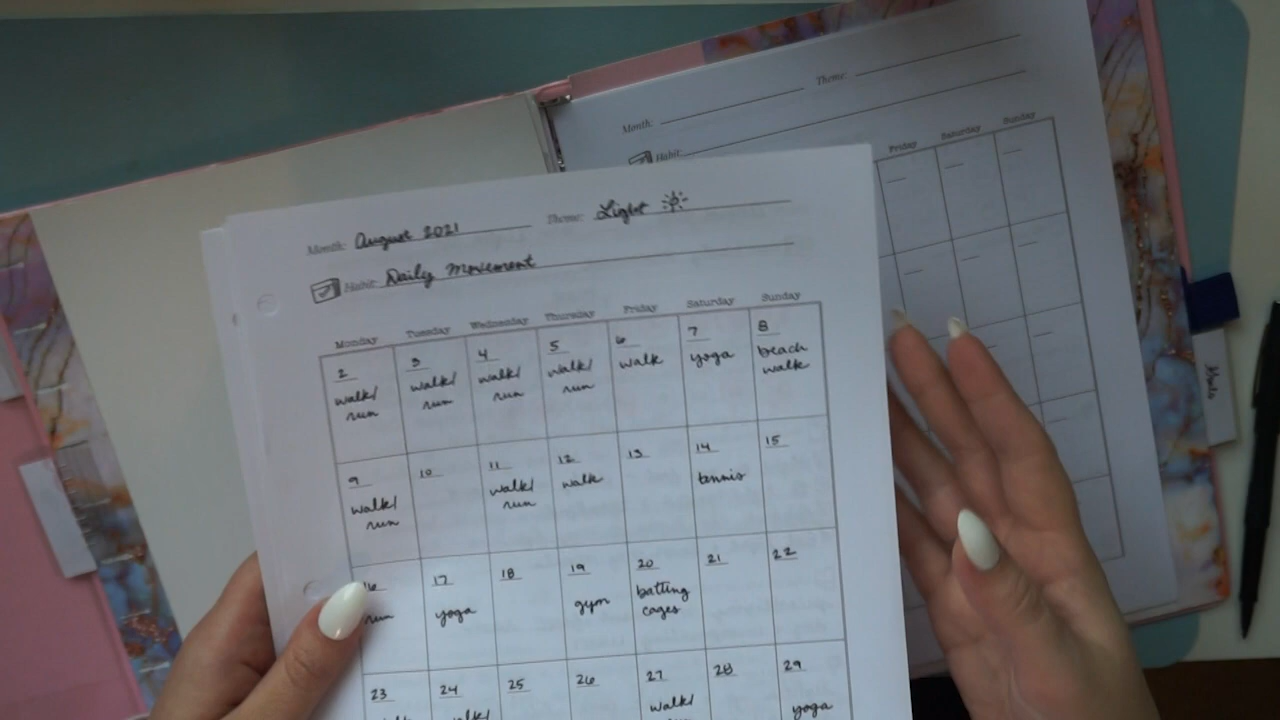 Month: Theme:
Habit:
Friday Saturday Sunday
Month: August 2021 Theme: Light
Habit: Daily Movement
Monday Tuesday Wednesday Thursday Friday Saturday Sunday
2 3 4 5 6 7 8
walk/ walk/ walk/ walk/ walk yoga beach
run run run run walk
9 10 11 12 13 14 15
walk/ walk/ walk tennis
run run
16 17 18 19 20 21 22
run yoga gym batting
cages
23 24 25 26 27 28 29
walk/ walk/ yoga